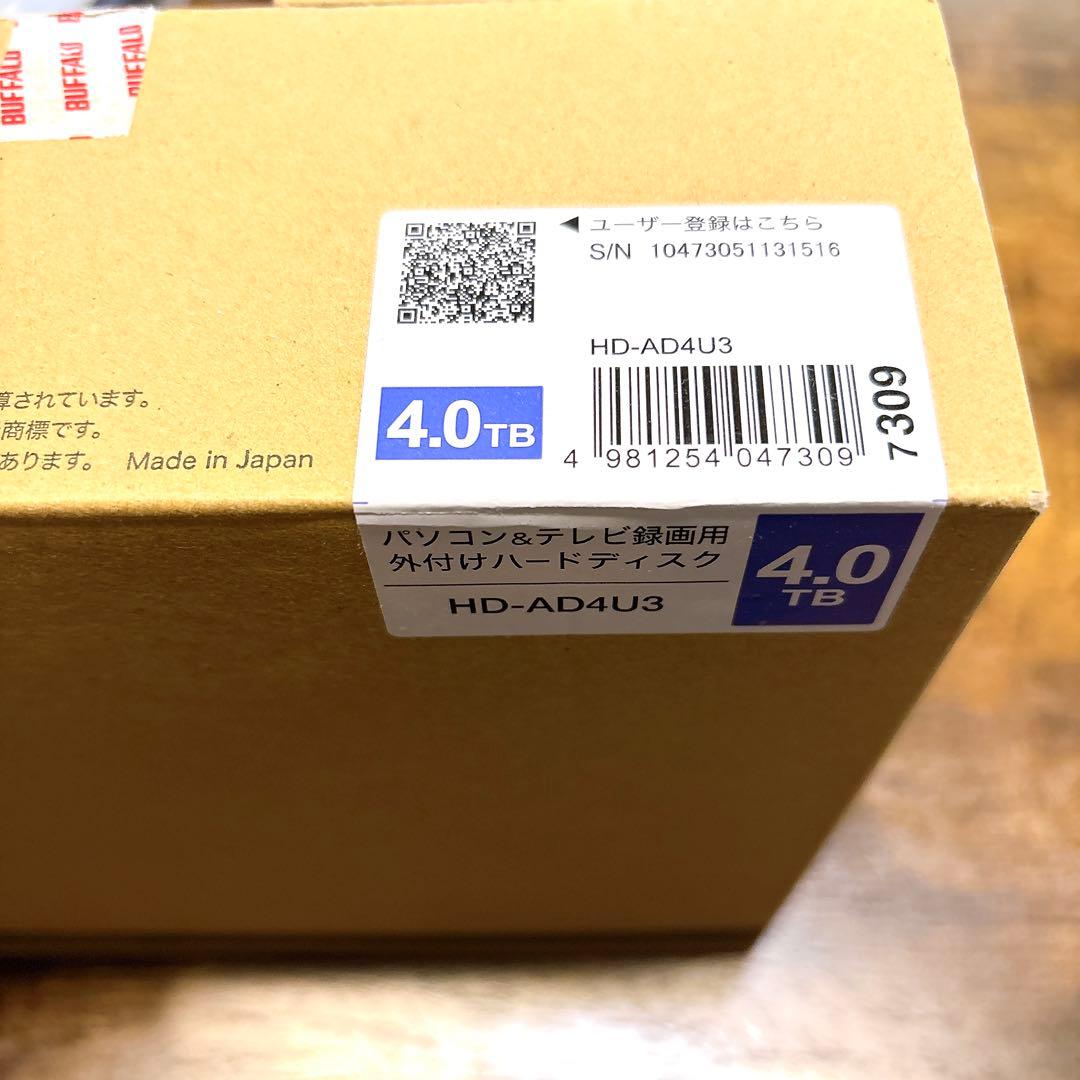 BUFFALO BUFFALO BUFFALO
ユーザー登録はこちら
S/N 10473051131516
HD-AD4U3
4.0TB
4 981254 047309
7309
算されています。
商標です。
あります。 Made in Japan
パソコン&テレビ録画用
外付けハードディスク
HD-AD4U3
4.0
TB